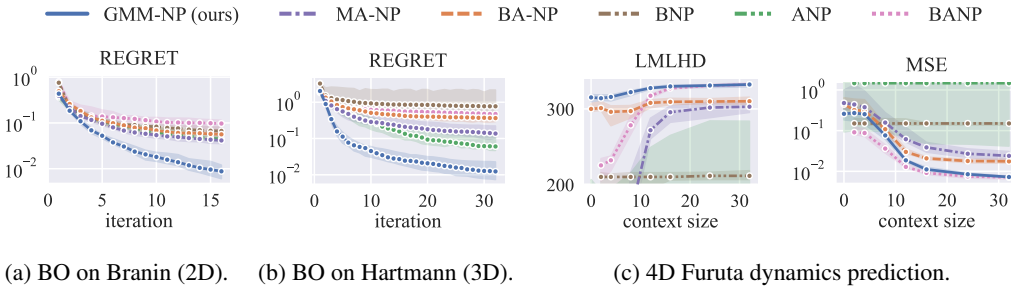 GMM-NP (ours) MA-NP BA-NP BNP ANP BANP
REGRET REGRET LMLHD MSE
10^0
10^-1
10^-2
5 10 15
iteration
10^0
10^-1
10^-2
0 10 20 30
iteration
300
200
0 10 20 30
context size
10^0
10^-1
10^-2
0 10 20 30
context size
(a) BO on Branin (2D). (b) BO on Hartmann (3D). (c) 4D Furuta dynamics prediction.